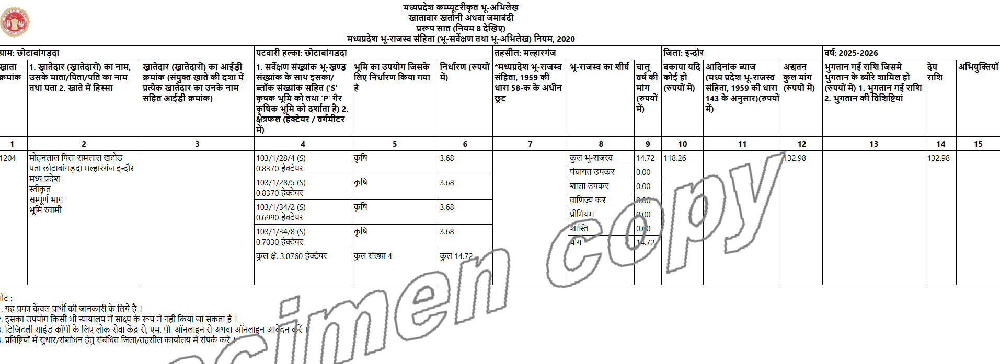 मध्यप्रदेश कम्प्यूटरीकृत भू-अभिलेख
खातावार खतौनी अथवा जमाबंदी
प्ररूप सात (नियम 8 देखिए)
मध्यप्रदेश भू-राजस्व संहिता (भू-सर्वेक्षण तथा भू-अभिलेख) नियम, 2020
ग्राम: छोटाबांगड़दा पटवारी हल्का: छोटाबांगडदा तहसील: मल्हारगंज जिला: इन्दौर वर्ष: 2025-2026
खाता
क्रमांक
1. खातेदार (खातेदारों) का नाम,
उसके माता/पिता/पति का नाम
तथा पता 2. खाते में हिस्सा
खातेदार (खातेदारों) का आईडी
क्रमांक (संयुक्त खाते की दशा में
प्रत्येक खातेदार का उनके नाम
सहित आईडी क्रमांक)
1. सर्वेक्षण संख्यांक भू-खण्ड
संख्यांक के साथ इसका/
ब्लॉक संख्यांक सहित ('S'
कृषक भूमि को तथा 'P' गैर
कृषिक भूमि को दर्शाता है) 2.
क्षेत्रफल (हेक्टेयर / वर्गमीटर
में)
भूमि का उपयोग जिसके
लिए निर्धारण किया गया
है
निर्धारण (रुपयों
में)
*मध्यप्रदेश भू-राजस्व
संहिता, 1959 की
धारा 58-क के अधीन
छूट
भू-राजस्व का शीर्ष
चालू
वर्ष की
मांग
(रुपयों
में)
बकाया यदि
कोई हो
(रुपयों में)
आदिनांक ब्याज
(मध्य प्रदेश भू-राजस्व
संहिता, 1959 की धारा
143 के अनुसार)(रुपयों
में)
अद्यतन
कुल मांग
(रुपयों में)
भुगतान गई राशि जिसमे
भुगतान के ब्यौरे शामिल हो
(रुपयों में) 1. भुगतान गई राशि
2. भुगतान की विशिष्टियां
देय
राशि
अभियुक्तियाँ
1 2 3 4 5 6 7 8 9 10 11 12 13 14 15
1204
मोहनलाल पिता रामलाल खटोड
पता छोटाबांगड़दा मल्हारगंज इन्दौर
मध्य प्रदेश
स्वीकृत
सम्पूर्ण भाग
भूमि स्वामी
103/1/28/4 (S)
0.8370 हेक्टेयर
कृषि
3.68
103/1/28/5 (S)
0.8370 हेक्टेयर
कृषि
3.68
103/1/34/2 (S)
0.6990 हेक्टेयर
कृषि
3.68
103/1/34/8 (S)
0.7030 हेक्टेयर
कृषि
3.68
कुल क्षे. 3.0760 हेक्टेयर
कुल संख्या 4
कुल 14.72
कुल भू-राजस्व 14.72
पंचायत उपकर 0.00
शाला उपकर 0.00
वाणिज्य कर 0.00
प्रीमियम 0.00
शास्ति 0.00
योग 14.72
118.26
132.98
132.98
नोट :-
1. यह प्रपत्र केवल प्रार्थी की जानकारी के लिये है ।
2. इसका उपयोग किसी भी न्यायालय में साक्ष्य के रूप में नही किया जा सकता है ।
3. डिजिटली साइंड कॉपी के लिए लोक सेवा केंद्र से, एम. पी. ऑनलाइन से अथवा ऑनलाइन आवेदन करें ।
4. प्रविष्टियों में सुधार/संशोधन हेतु संबंधित जिला/तहसील कार्यालय में संपर्क करें .
cimen copy